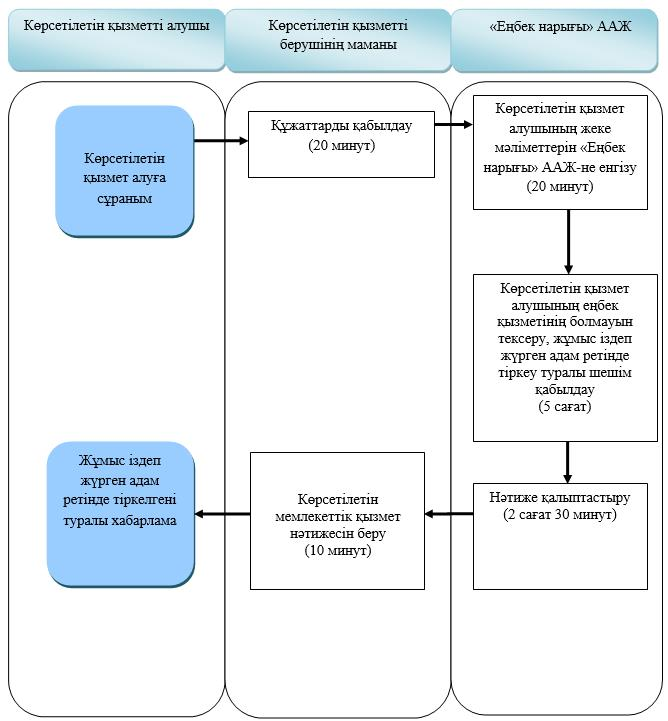 Көрсетілетін қызметті алушы
Көрсетілетін қызметті
берушінің маманы
«Еңбек нарығы» ААЖ
Көрсетілетін
қызмет алуға
сұраным
Құжаттарды қабылдау
(20 минут)
Көрсетілетін қызмет
алушының жеке
мәліметтерін «Еңбек
нарығы» ААЖ-не енгізу
(20 минут)
Көрсетілетін қызмет
алушының еңбек
қызметінің болмауын
тексеру, жұмыс іздеп
жүрген адам ретінде
тіркеу туралы шешім
қабылдау
(5 сағат)
Нәтиже қалыптастыру
(2 сағат 30 минут)
Көрсетілетін
мемлекеттік қызмет
нәтижесін беру
(10 минут)
Жұмыс іздеп
жүрген адам
ретінде тіркелгені
туралы хабарлама